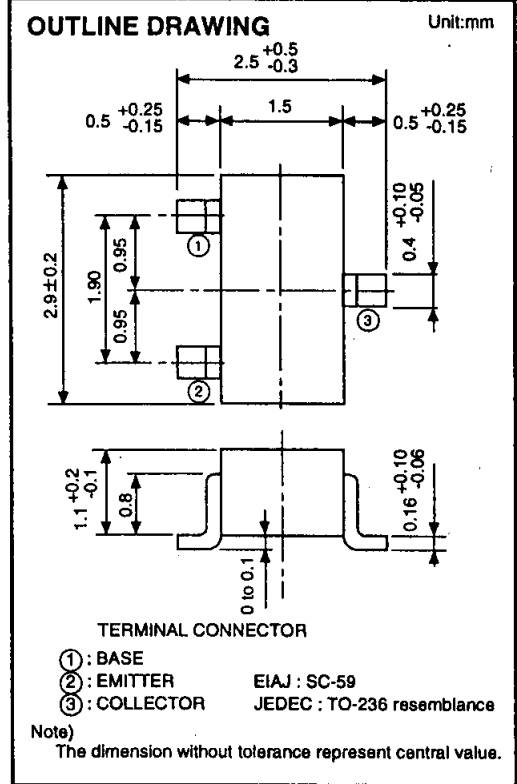 OUTLINE DRAWING
Unit:mm
2.5 +0.5 -0.3
0.5 +0.25 -0.15
1.5
0.5 +0.25 -0.15
2.9±0.2
1.90
0.95
0.95
0.4 +0.10 -0.05
①
②
③
1.1 +0.2 -0.1
0.8
0 to 0.1
0.16 +0.10 -0.06
TERMINAL CONNECTOR
① : BASE
② : EMITTER EIAJ : SC-59
③ : COLLECTOR JEDEC : TO-236 resemblance
Note)
The dimension without tolerance represent central value.